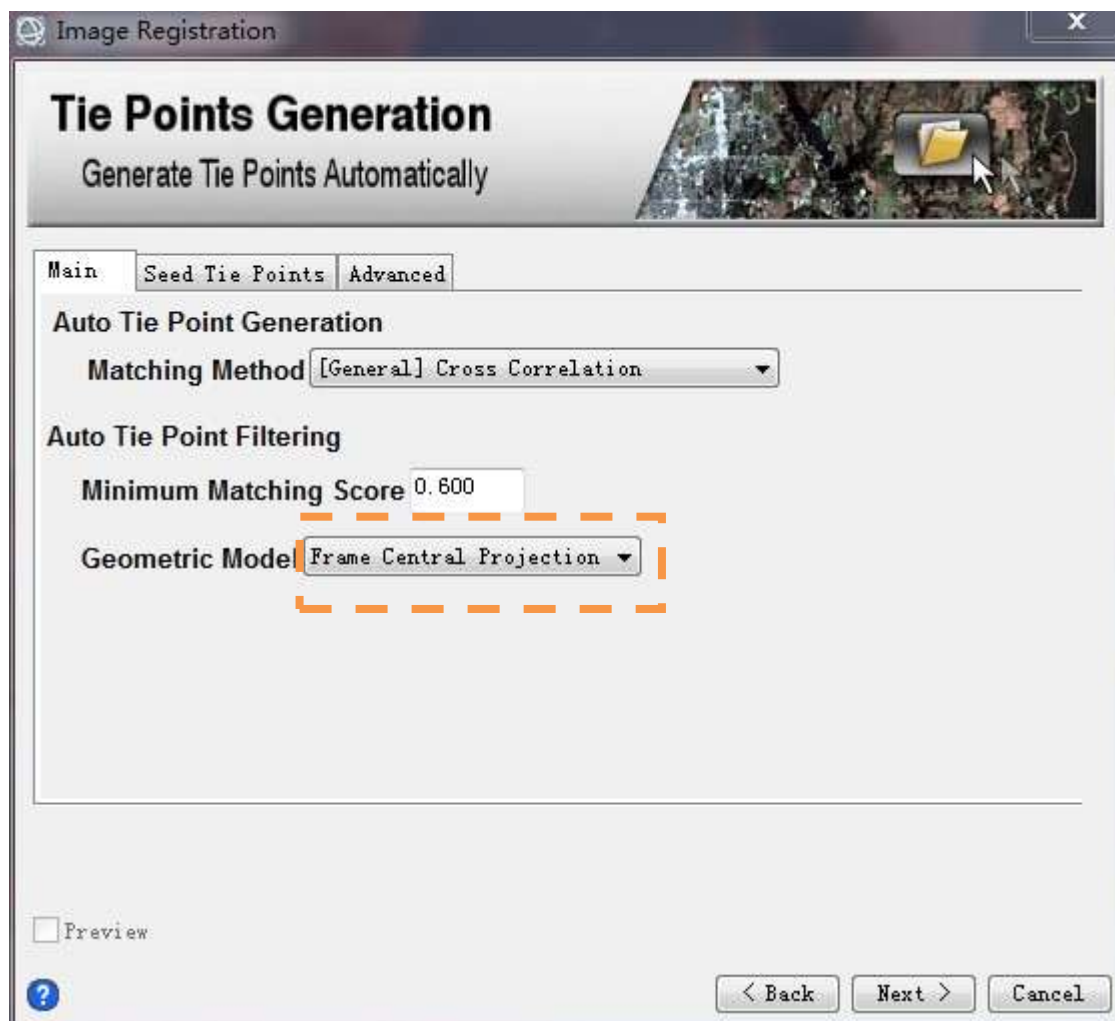 Image Registration
X
Tie Points Generation
Generate Tie Points Automatically
Main Seed Tie Points Advanced
Auto Tie Point Generation
Matching Method [General] Cross Correlation
Auto Tie Point Filtering
Minimum Matching Score 0.600
Geometric Model Frame Central Projection
Preview
? < Back Next > Cancel